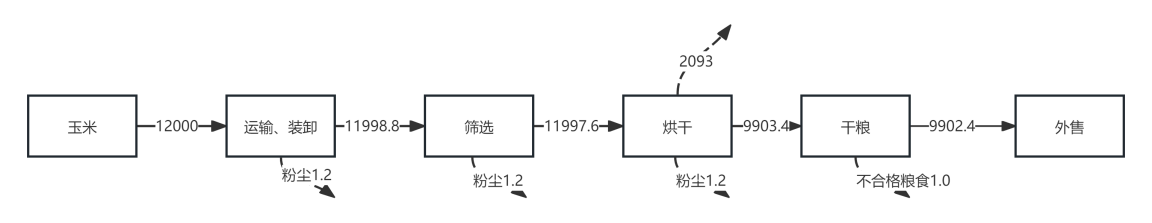 2093
玉米
12000
运输、装卸
11998.8
筛选
11997.6
烘干
9903.4
干粮
9902.4
外售
粉尘1.2
粉尘1.2
粉尘1.2
不合格粮食1.0